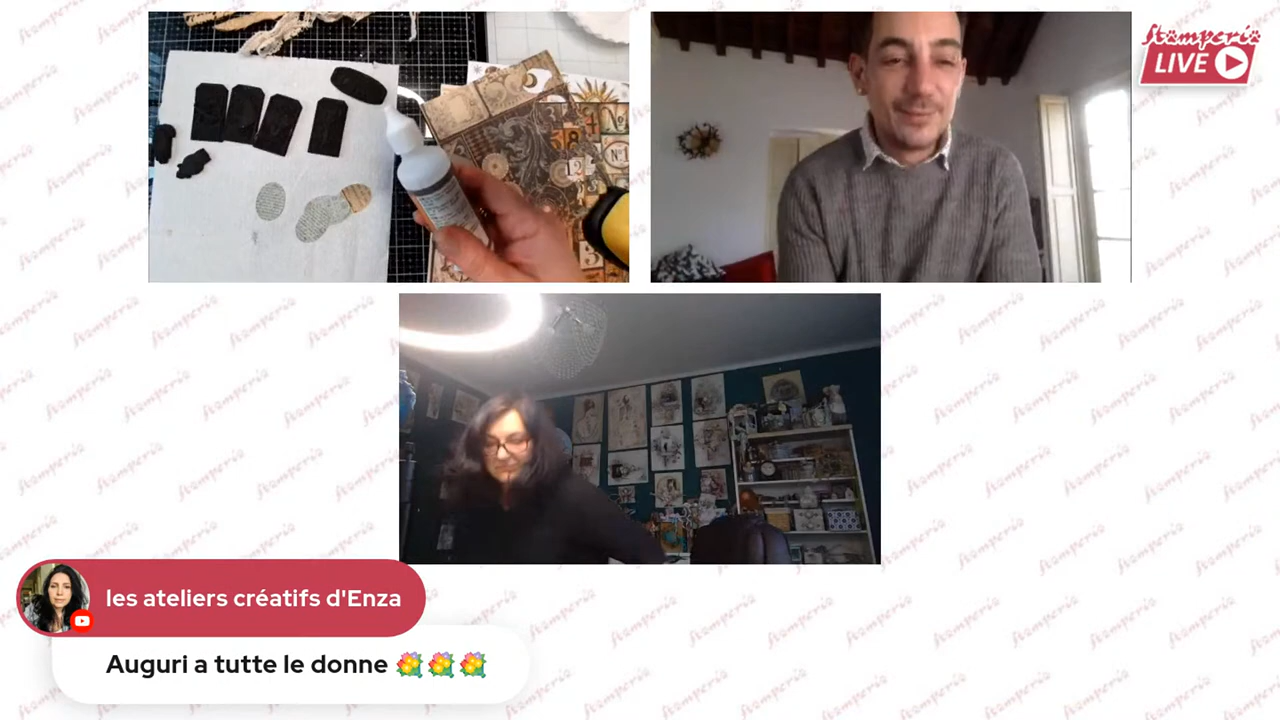 Stamperia
LIVE
les ateliers créatifs d'Enza
Auguri a tutte le donne 💐💐💐